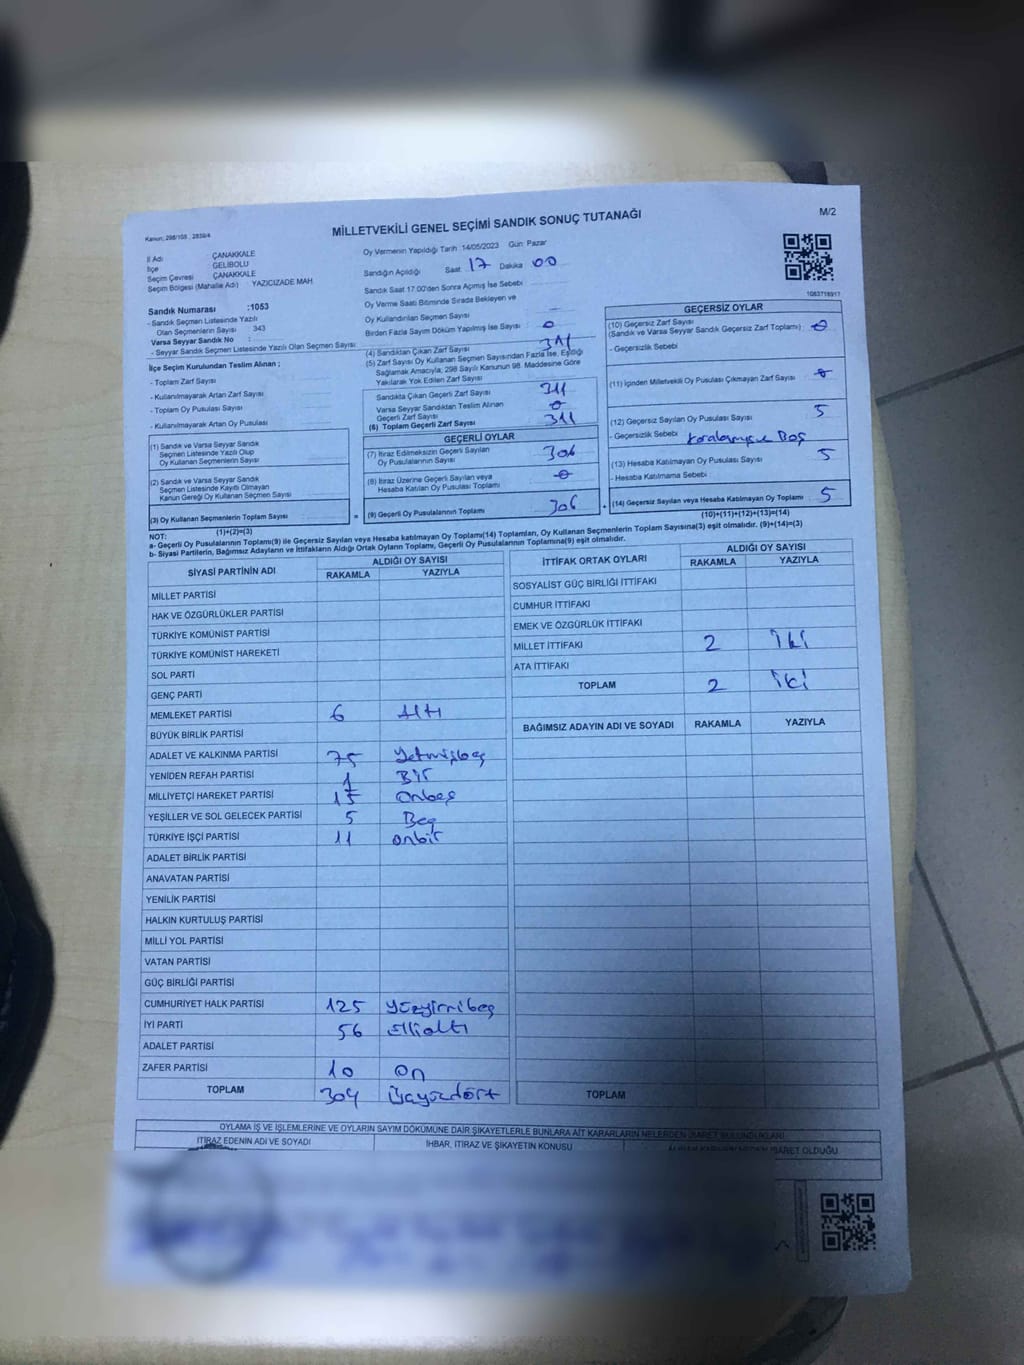 Kanun; 298/105 , 2839/4
MİLLETVEKİLİ GENEL SEÇİMİ SANDIK SONUÇ TUTANAĞI
M/2
İl Adı ÇANAKKALE
İlçe GELİBOLU
Seçim Çevresi ÇANAKKALE
Seçim Bölgesi (Mahalle Adı) YAZICIZADE MAH
Sandık Numarası :1053
- Sandık Seçmen Listesinde Yazılı
Olan Seçmenlerin Sayısı 343
Varsa Seyyar Sandık No :
- Seyyar Sandık Seçmen Listesinde Yazılı Olan Seçmen Sayısı
İlçe Seçim Kurulundan Teslim Alınan ;
- Toplam Zarf Sayısı
- Kullanılmayarak Artan Zarf Sayısı
- Toplam Oy Pusulası Sayısı
- Kullanılmayarak Artan Oy Pusulası
(1) Sandık ve Varsa Seyyar Sandık
Seçmen Listesinde Yazılı Olup
Oy Kullanan Seçmenlerin Sayısı
(2) Sandık ve Varsa Seyyar Sandık
Seçmen Listesinde Kayıtlı Olmayan
Kanun Gereği Oy Kullanan Seçmen Sayısı
(3) Oy Kullanan Seçmenlerin Toplam Sayısı
(1)+(2)=(3)
Oy Vermenin Yapıldığı Tarih 14/05/2023 Gün: Pazar
Sandığın Açıldığı Saat 17 Dakika 00
Sandık Saat 17.00'den Sonra Açılmış İse Sebebi
Oy Verme Saati Bitiminde Sırada Bekleyen ve
Oy Kullandırılan Seçmen Sayısı
Birden Fazla Sayım Döküm Yapılmış İse Sayısı 0
(4) Sandıktan Çıkan Zarf Sayısı 311
(5) Zarf Sayısı Oy Kullanan Seçmen Sayısından Fazla İse, Eşitliği
Sağlamak Amacıyla; 298 Sayılı Kanunun 98. Maddesine Göre
Yakılarak Yok Edilen Zarf Sayısı
Sandıkta Çıkan Geçerli Zarf Sayısı 311
Varsa Seyyar Sandıktan Teslim Alınan
Geçerli Zarf Sayısı 0
(6) Toplam Geçerli Zarf Sayısı 311
GEÇERLİ OYLAR
(7) İtiraz Edilmeksizin Geçerli Sayılan
Oy Pusulalarının Sayısı 306
(8) İtiraz Üzerine Geçerli Sayılan veya
Hesaba Katılan Oy Pusulası Toplamı 0
= (9) Geçerli Oy Pusulalarının Toplamı 306
1063718917
GEÇERSİZ OYLAR
(10) Geçersiz Zarf Sayısı
(Sandık ve Varsa Seyyar Sandık Geçersiz Zarf Toplamı) 0
- Geçersizlik Sebebi
(11) İçinden Milletvekili Oy Pusulası Çıkmayan Zarf Sayısı 0
(12) Geçersiz Sayılan Oy Pusulası Sayısı 5
- Geçersizlik Sebebi Boş
(13) Hesaba Katılmayan Oy Pusulası Sayısı 5
- Hesaba Katılmama Sebebi
+ (14) Geçersiz Sayılan veya Hesaba Katılmayan Oy Toplamı 5
(10)+(11)+(12)+(13)=(14)
NOT:
a- Geçerli Oy Pusulalarının Toplamı(9) ile Geçersiz Sayılan veya Hesaba Katılmayan Oy Toplamı(14) Toplamları, Oy Kullanan Seçmenlerin Toplam Sayısına(3) eşit olmalıdır. (9)+(14)=(3)
b- Siyasi Partilerin, Bağımsız Adayların ve İttifakların Aldığı Ortak Oyların Toplamı, Geçerli Oy Pusulalarının Toplamına(9) eşit olmalıdır.
SİYASİ PARTİNİN ADI ALDIĞI OY SAYISI
RAKAMLA YAZIYLA
MİLLET PARTİSİ
HAK VE ÖZGÜRLÜKLER PARTİSİ
TÜRKİYE KOMÜNİST PARTİSİ
TÜRKİYE KOMÜNİST HAREKETİ
SOL PARTİ
GENÇ PARTİ
MEMLEKET PARTİSİ 6 Altı
BÜYÜK BİRLİK PARTİSİ
ADALET VE KALKINMA PARTİSİ 75 Yetmişbeş
YENİDEN REFAH PARTİSİ 1 Bir
MİLLİYETÇİ HAREKET PARTİSİ 15 Onbeş
YEŞİLLER VE SOL GELECEK PARTİSİ 5 Beş
TÜRKİYE İŞÇİ PARTİSİ 11 onbir
ADALET BİRLİK PARTİSİ
ANAVATAN PARTİSİ
YENİLİK PARTİSİ
HALKIN KURTULUŞ PARTİSİ
MİLLİ YOL PARTİSİ
VATAN PARTİSİ
GÜÇ BİRLİĞİ PARTİSİ
CUMHURİYET HALK PARTİSİ 125 Yüzyirmibeş
İYİ PARTİ 56 Ellialtı
ADALET PARTİSİ
ZAFER PARTİSİ 10 On
TOPLAM 304 Üçyüzdört
İTTİFAK ORTAK OYLARI ALDIĞI OY SAYISI
RAKAMLA YAZIYLA
SOSYALİST GÜÇ BİRLİĞİ İTTİFAKI
CUMHUR İTTİFAKI
EMEK VE ÖZGÜRLÜK İTTİFAKI
MİLLET İTTİFAKI 2 İki
ATA İTTİFAKI
TOPLAM 2 İki
BAĞIMSIZ ADAYIN ADI VE SOYADI RAKAMLA YAZIYLA
TOPLAM
OYLAMA İŞ VE İŞLEMLERİNE VE OYLARIN SAYIM DÖKÜMÜNE DAİR ŞİKAYETLERLE BUNLARA AİT KARARLARIN NELERDEN İBARET BULUNDUKLARI
İTİRAZ EDENİN ADI VE SOYADI İHBAR, İTİRAZ VE ŞİKAYETİN KONUSU İBARET OLDUĞU